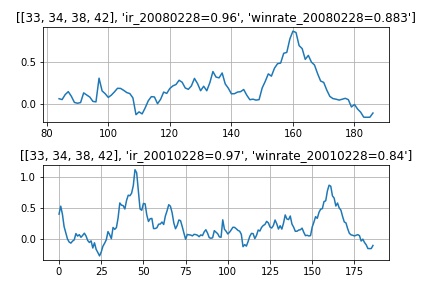 [[33, 34, 38, 42], 'ir_20080228=0.96', 'winrate_20080228=0.883']
0.5
0.0
80 100 120 140 160 180
[[33, 34, 38, 42], 'ir_20010228=0.97', 'winrate_20010228=0.84']
1.0
0.5
0.0
0 25 50 75 100 125 150 175